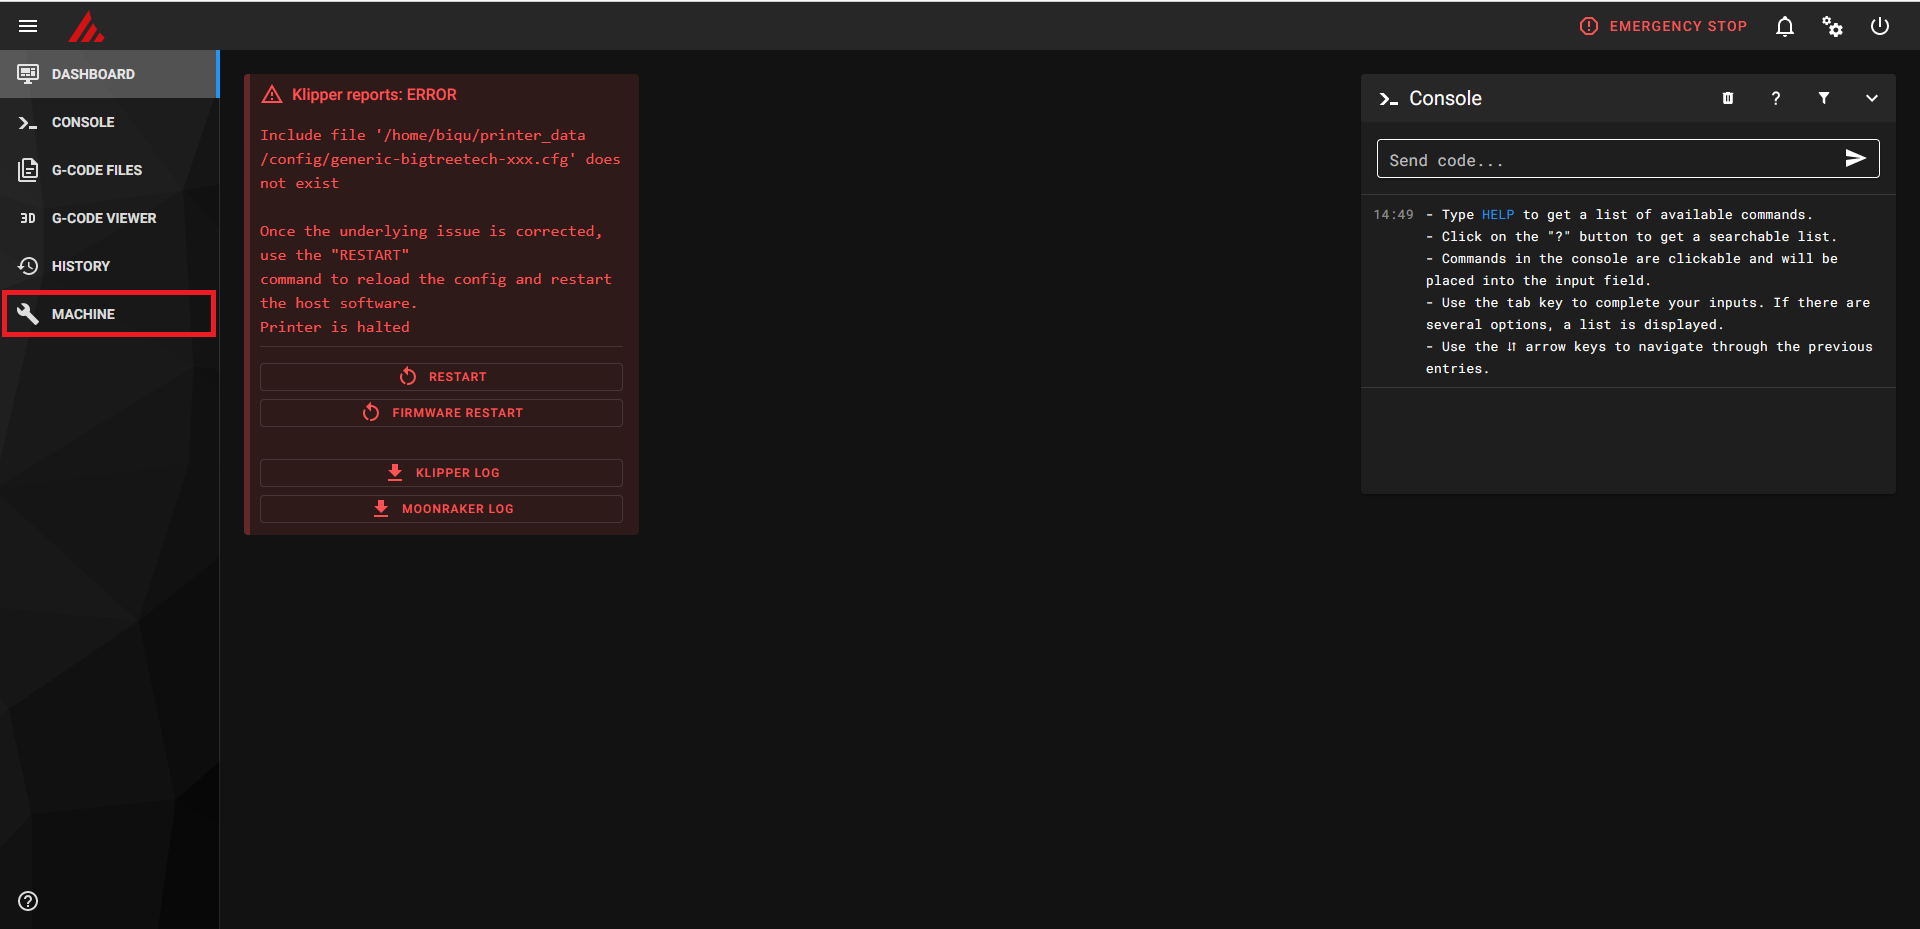 EMERGENCY STOP
DASHBOARD
CONSOLE
G-CODE FILES
3D G-CODE VIEWER
HISTORY
MACHINE
Klipper reports: ERROR
Include file '/home/biqu/printer_data
/config/generic-bigtreetech-xxx.cfg' does
not exist
Once the underlying issue is corrected,
use the "RESTART"
command to reload the config and restart
the host software.
Printer is halted
RESTART
FIRMWARE RESTART
KLIPPER LOG
MOONRAKER LOG
Console
Send code...
14:49 - Type HELP to get a list of available commands.
- Click on the "?" button to get a searchable list.
- Commands in the console are clickable and will be
placed into the input field.
- Use the tab key to complete your inputs. If there are
several options, a list is displayed.
- Use the ⇵ arrow keys to navigate through the previous
entries.